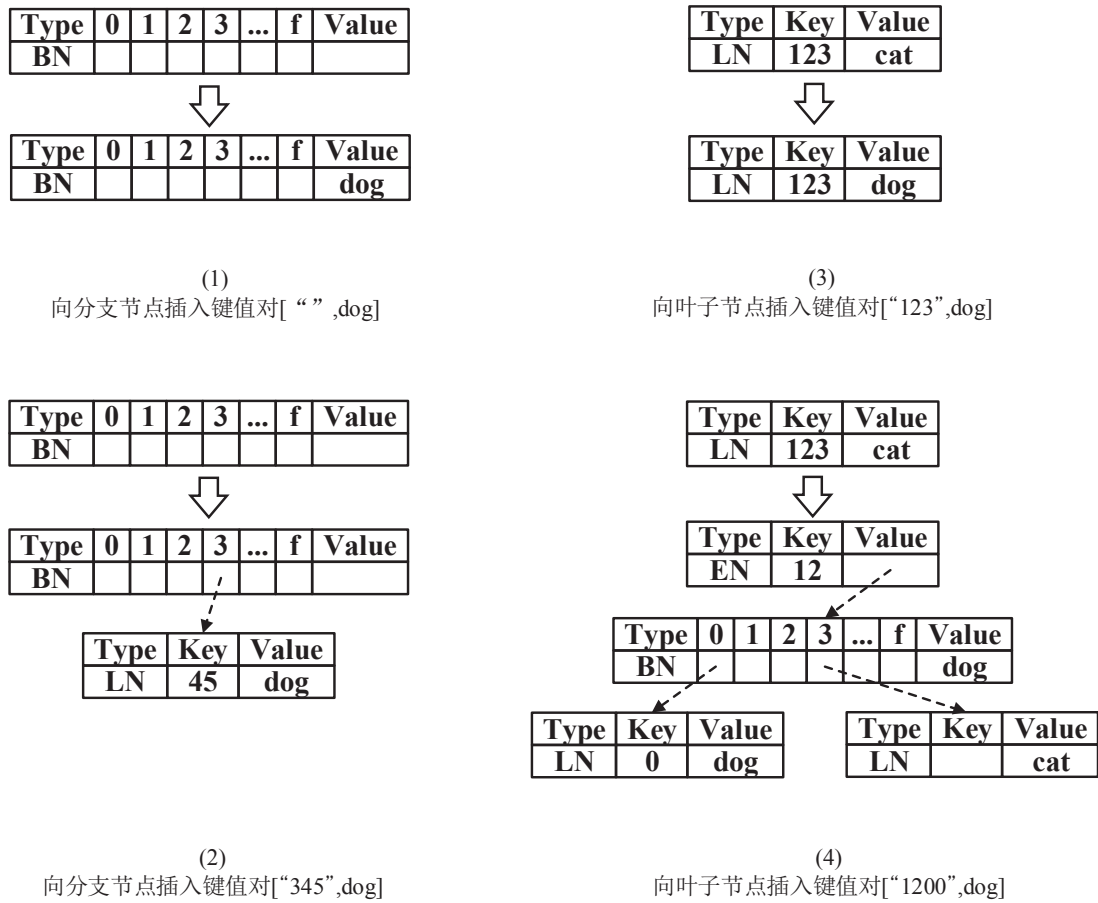 Type 0 1 2 3 ... f Value
BN
Type 0 1 2 3 ... f Value
BN dog
(1)
向分支节点插入键值对[“”,dog]
Type Key Value
LN 123 cat
Type Key Value
LN 123 dog
(3)
向叶子节点插入键值对[“123”,dog]
Type 0 1 2 3 ... f Value
BN
Type 0 1 2 3 ... f Value
BN
Type Key Value
LN 45 dog
(2)
向分支节点插入键值对[“345”,dog]
Type Key Value
LN 123 cat
Type Key Value
EN 12
Type 0 1 2 3 ... f Value
BN dog
Type Key Value
LN 0 dog
Type Key Value
LN cat
(4)
向叶子节点插入键值对[“1200”,dog]